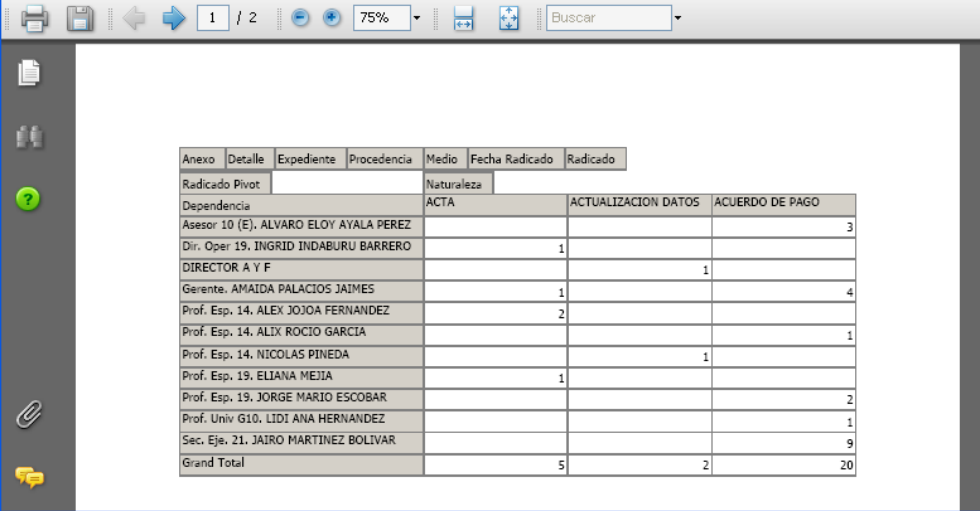 1 / 2 75% Buscar
Anexo Detalle Expediente Procedencia Medio Fecha Radicado Radicado
Radicado Pivot Naturaleza
Dependencia ACTA ACTUALIZACION DATOS ACUERDO DE PAGO
Asesor 10 (E). ALVARO ELOY AYALA PEREZ 3
Dir. Oper 19. INGRID INDABURU BARRERO 1
DIRECTOR A Y F 1
Gerente. AMAIDA PALACIOS JAIMES 1 4
Prof. Esp. 14. ALEX JOJOA FERNANDEZ 2
Prof. Esp. 14. ALIX ROCIO GARCIA 1
Prof. Esp. 14. NICOLAS PINEDA 1
Prof. Esp. 19. ELIANA MEJIA 1
Prof. Esp. 19. JORGE MARIO ESCOBAR 2
Prof. Univ G10. LIDI ANA HERNANDEZ 1
Sec. Eje. 21. JAIRO MARTINEZ BOLIVAR 9
Grand Total 5 2 20